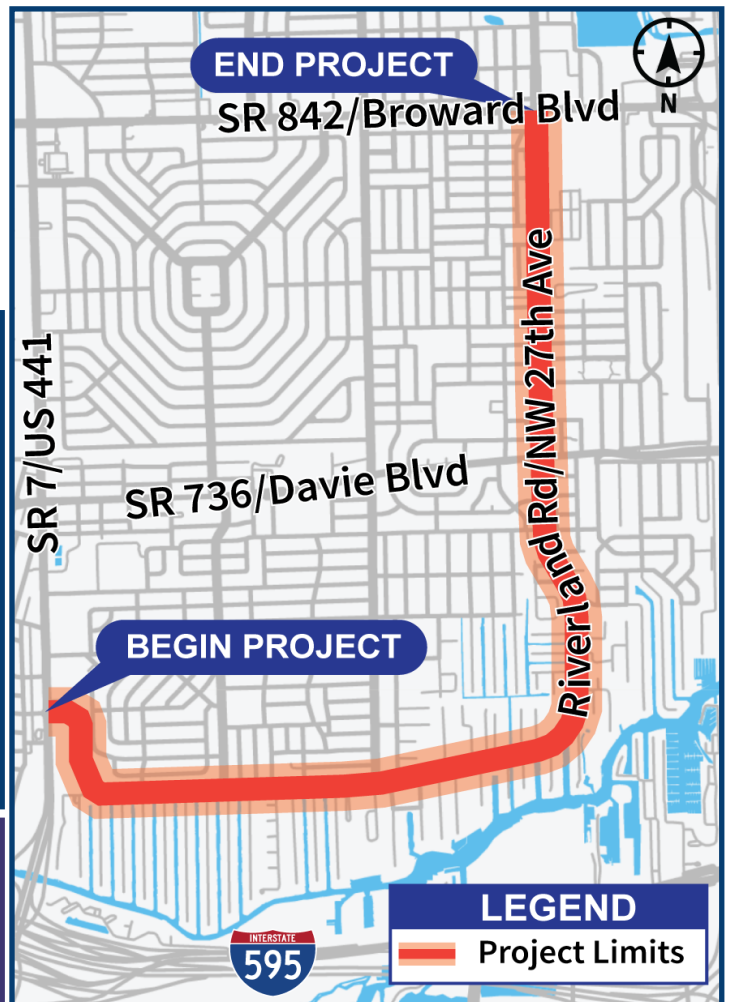 END PROJECT
N
SR 842/Broward Blvd
Riverland Rd/NW 27th Ave
SR 7/US 441
SR 736/Davie Blvd
BEGIN PROJECT
LEGEND
Project Limits
INTERSTATE
595